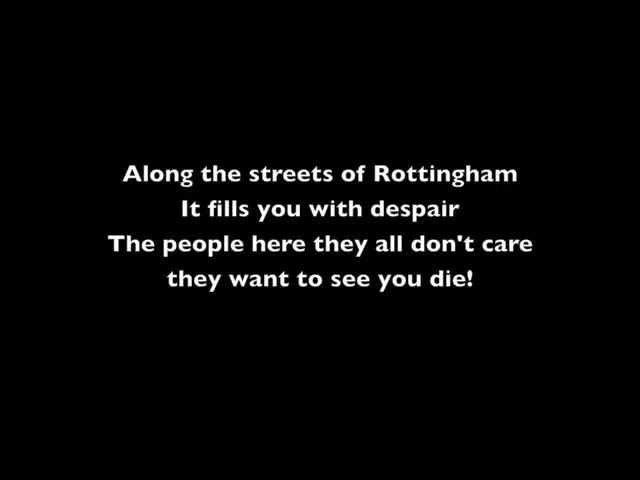 Along the streets of Rottingham
It fills you with despair
The people here they all don't care
they want to see you die!